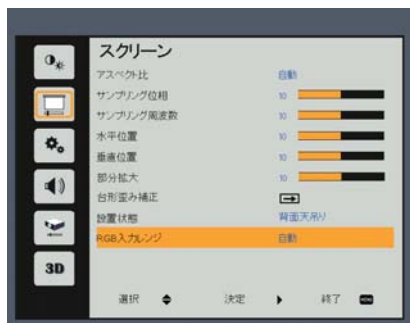 スクリーン
アスペクト比 自動
サンプリング位相 10
サンプリング周波数 10
水平位置 10
垂直位置 10
部分拡大 10
台形歪み補正
設置状態 背面天吊り
RGB入力レンジ 自動
3D
選択 決定 終了 MENU